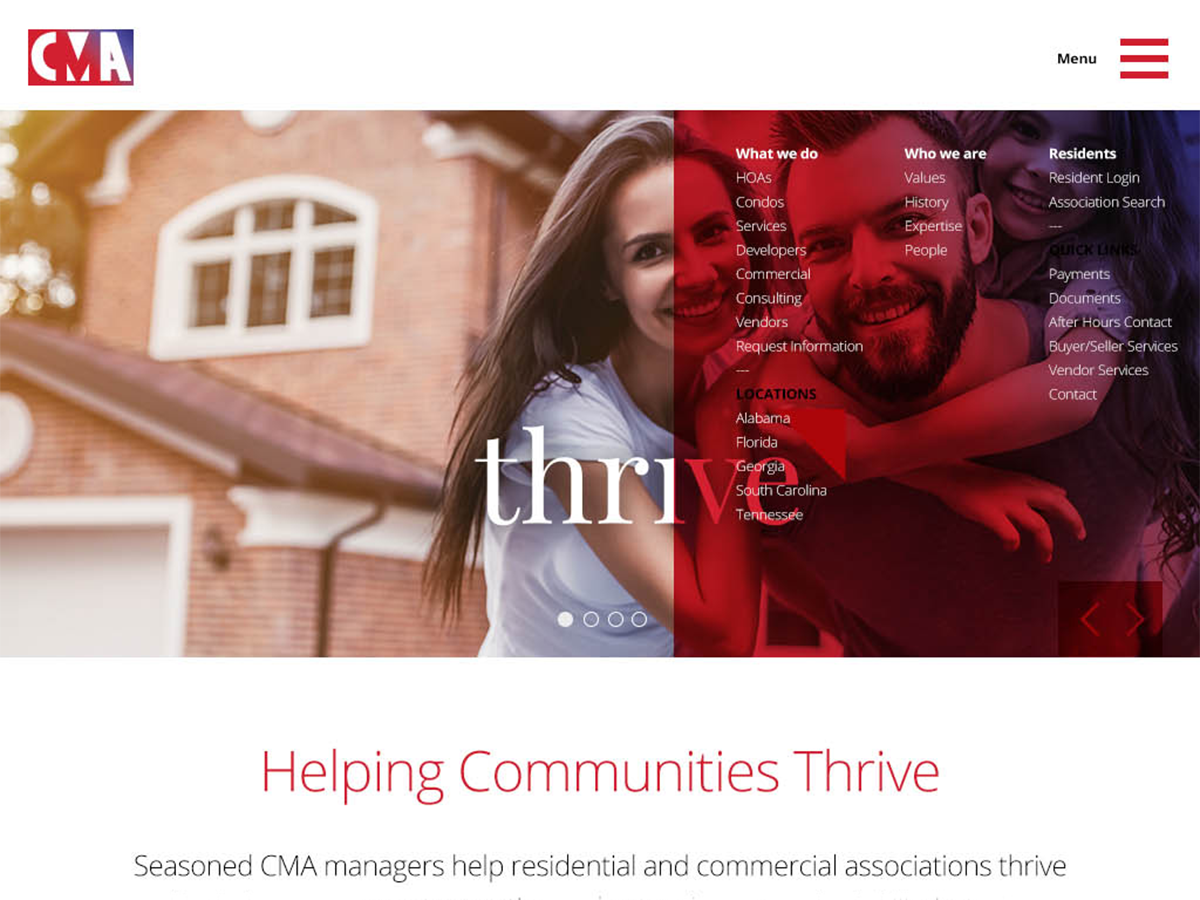 CMA
Menu
What we do
HOAs
Condos
Services
Developers
Commercial
Consulting
Vendors
Request Information
---
LOCATIONS
Alabama
Florida
Georgia
South Carolina
Tennessee
Who we are
Values
History
Expertise
People
Residents
Resident Login
Association Search
---
QUICK LINKS
Payments
Documents
After Hours Contact
Buyer/Seller Services
Vendor Services
Contact
thrive
Helping Communities Thrive
Seasoned CMA managers help residential and commercial associations thrive